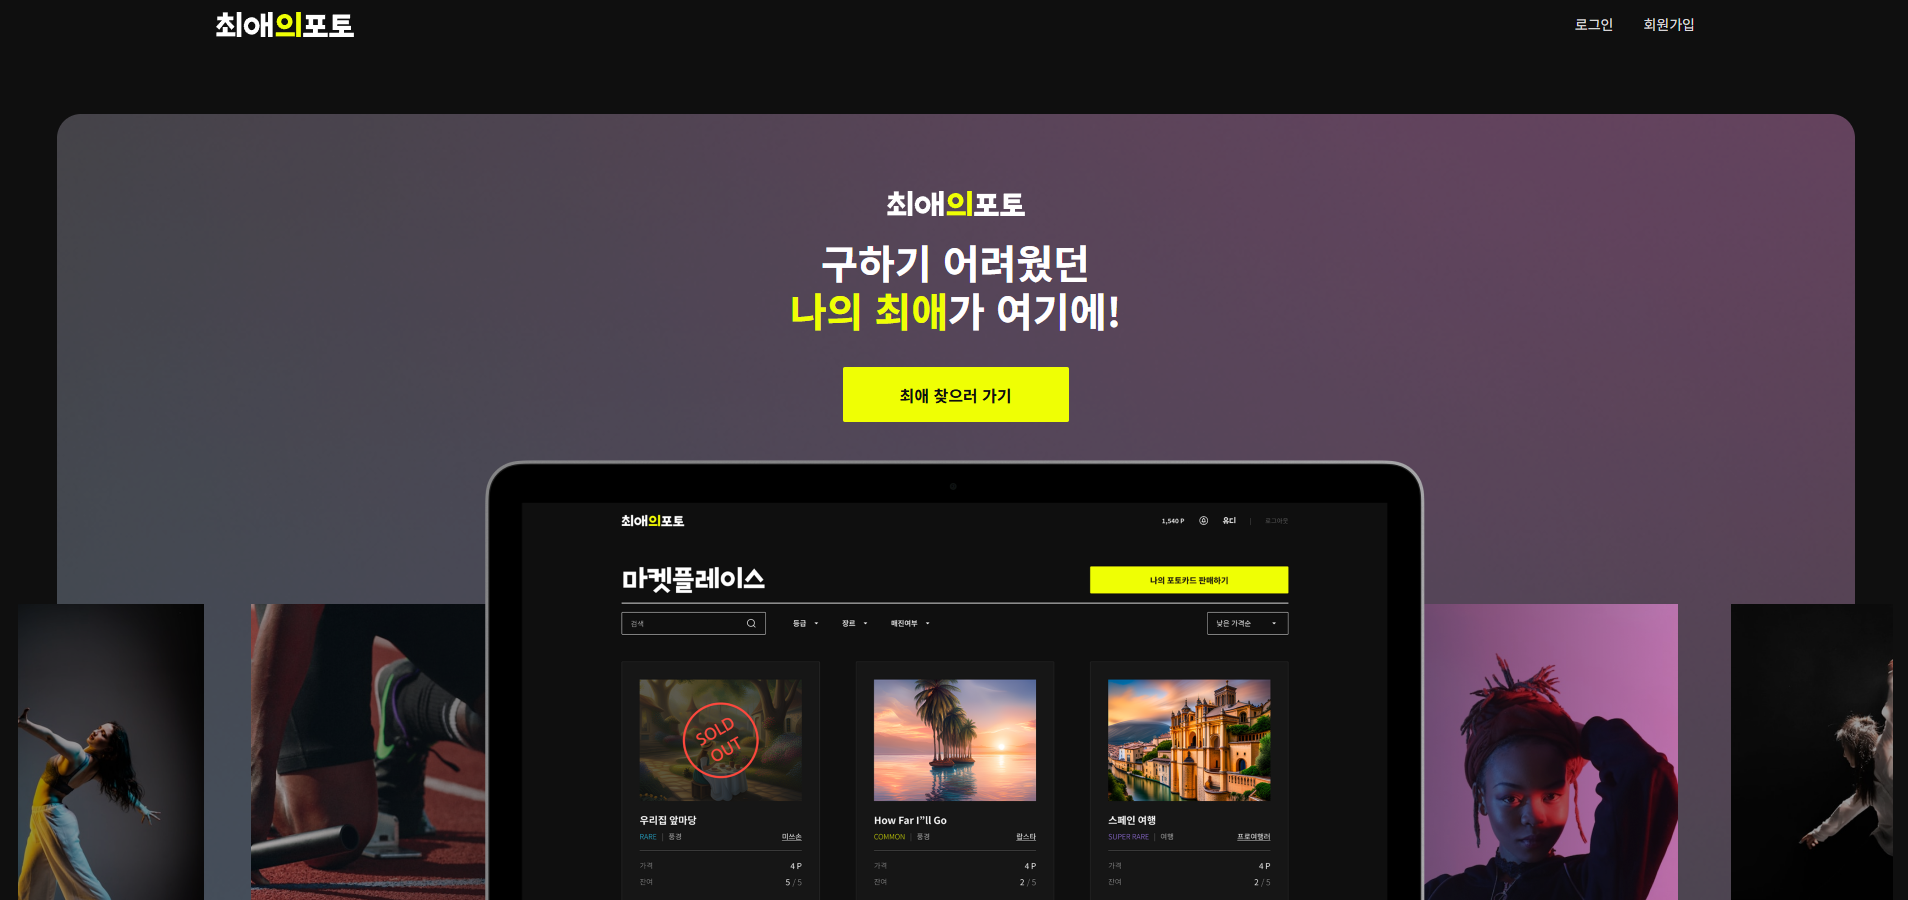 최애의포토
로그인 회원가입
최애의포토
구하기 어려웠던
나의 최애가 여기에!
최애 찾으러 가기
최애의포토
1,540 P 유디 | 로그아웃
마켓플레이스
나의 포토카드 판매하기
검색 등급 장르 매진여부 낮은 가격순
SOLD
OUT
우리집 앞마당
RARE | 풍경 미쓰손
가격 4 P
잔여 5 / 5
How Far I”ll Go
COMMON | 풍경 랍스타
가격 4 P
잔여 2 / 5
스페인 여행
SUPER RARE | 여행 프로여행러
가격 4 P
잔여 2 / 5